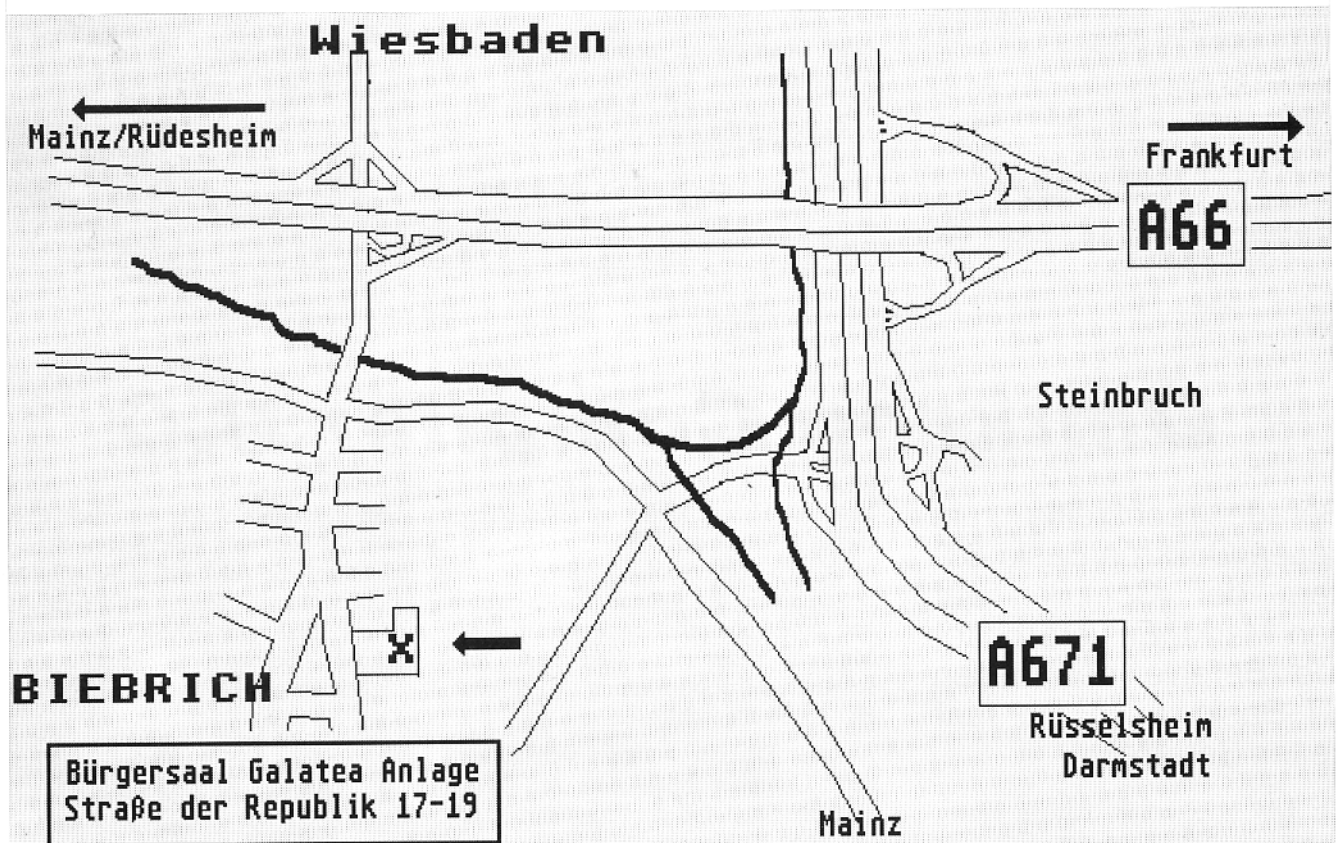 Wiesbaden
Mainz/Rüdesheim
Frankfurt
A66
Steinbruch
X
BIEBRICH
A671
Rüsselsheim
Darmstadt
Bürgersaal Galatea Anlage
Straße der Republik 17-19
Mainz